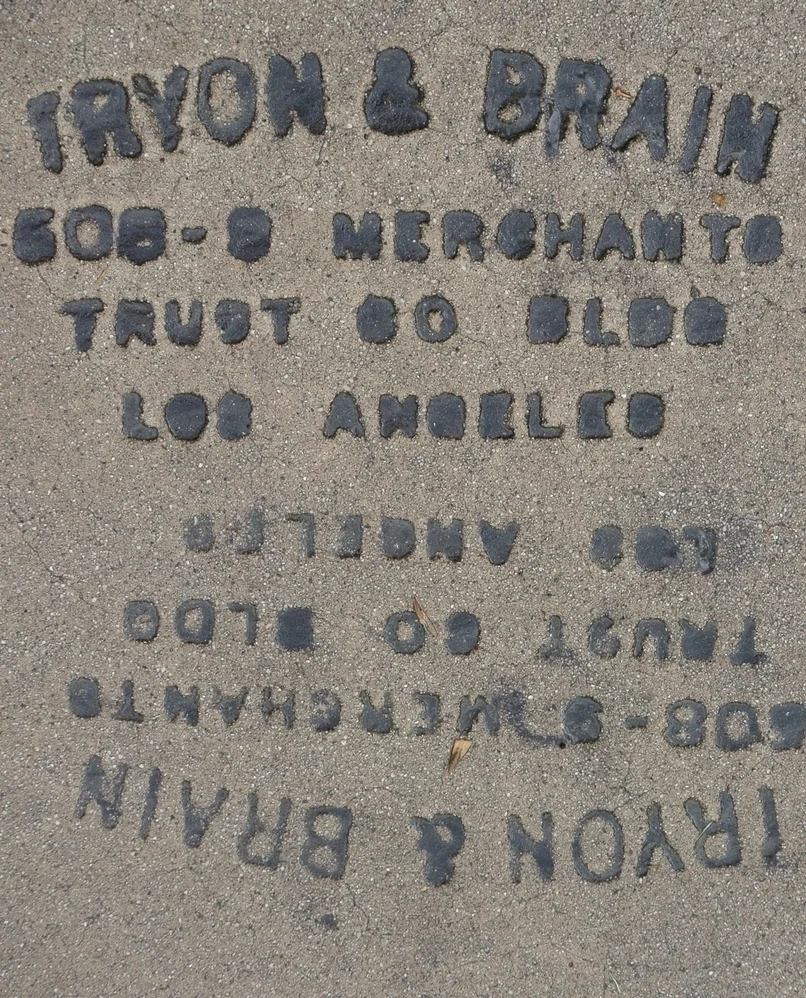 TRYON & BRAIN
608-9 MERCHANTS
TRUST CO BLDG
LOS ANGELES
LOS ANGELES
TRUST CO BLDG
608-9 MERCHANTS
TRYON & BRAIN